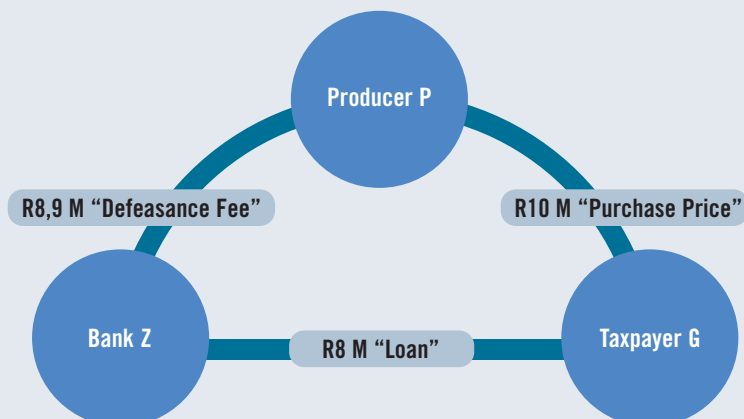 Producer P
R8,9 M “Defeasance Fee”
R10 M “Purchase Price”
Bank Z
R8 M “Loan”
Taxpayer G